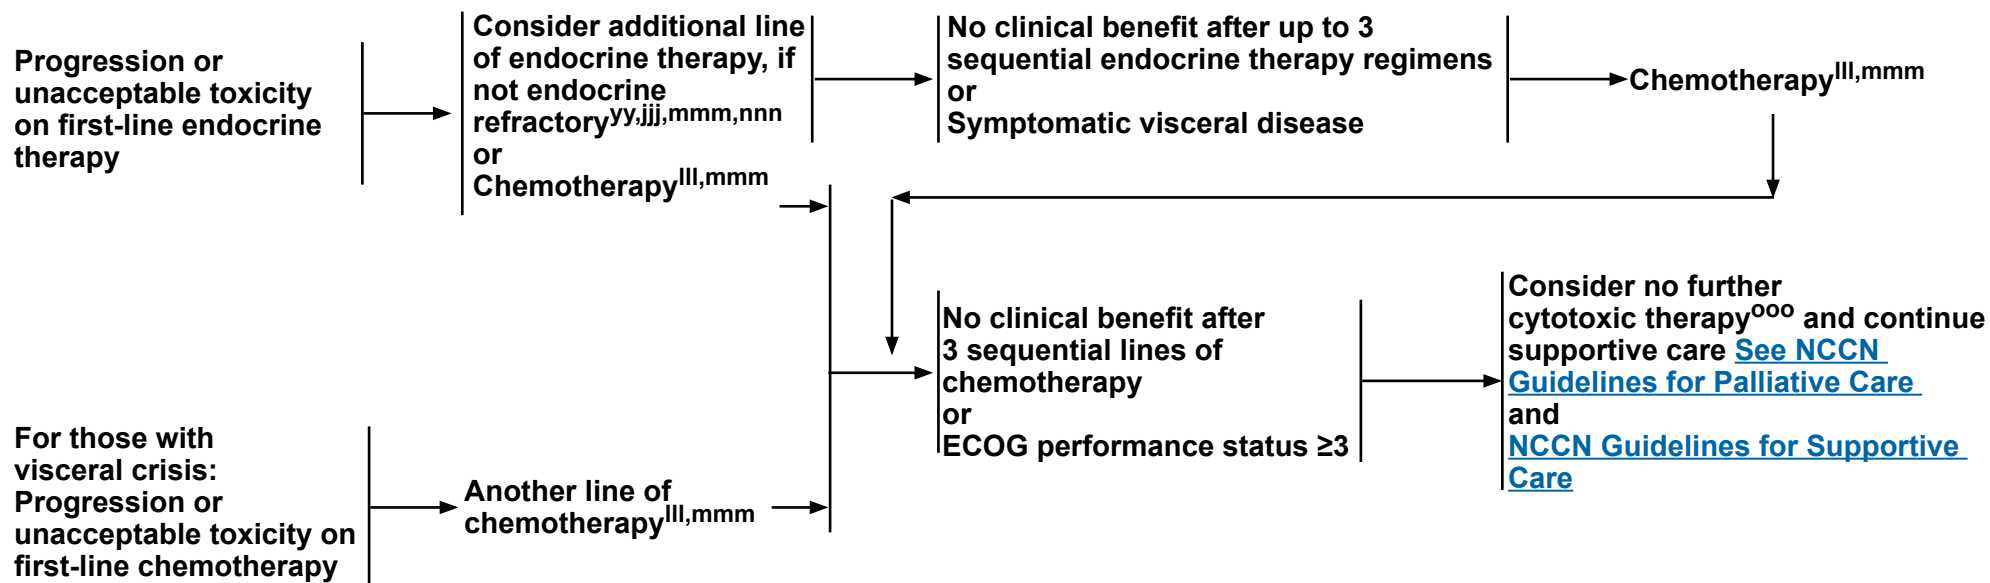 Progression or
unacceptable toxicity
on first-line endocrine
therapy
Consider additional line
of endocrine therapy, if
not endocrine
refractoryyy,jjj,mmm,nnn
or
Chemotherapylll,mmm
No clinical benefit after up to 3
sequential endocrine therapy regimens
or
Symptomatic visceral disease
Chemotherapylll,mmm
For those with
visceral crisis:
Progression or
unacceptable toxicity on
first-line chemotherapy
Another line of
chemotherapylll,mmm
No clinical benefit after
3 sequential lines of
chemotherapy
or
ECOG performance status ≥3
Consider no further
cytotoxic therapyooo and continue
supportive care See NCCN
Guidelines for Palliative Care
and
NCCN Guidelines for Supportive
Care